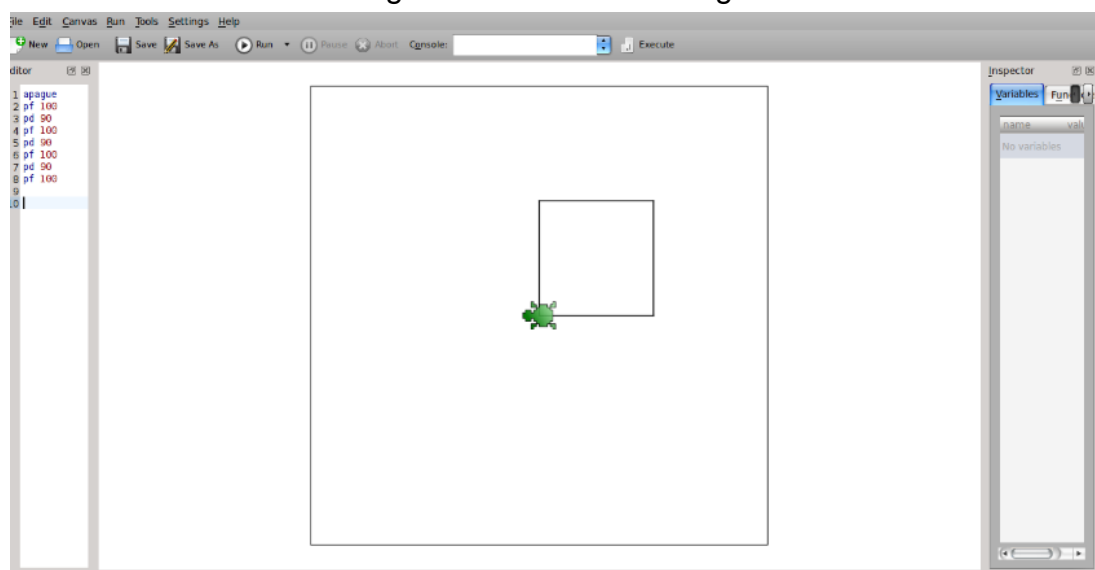 File Edit Canvas Run Tools Settings Help
New Open Save Save As Run Pause Abort Console: Execute
ditor
Inspector
1 apague
2 pf 100
3 pd 90
4 pf 100
5 pd 90
6 pf 100
7 pd 90
8 pf 100
9
10
Variables
name valu
No variables